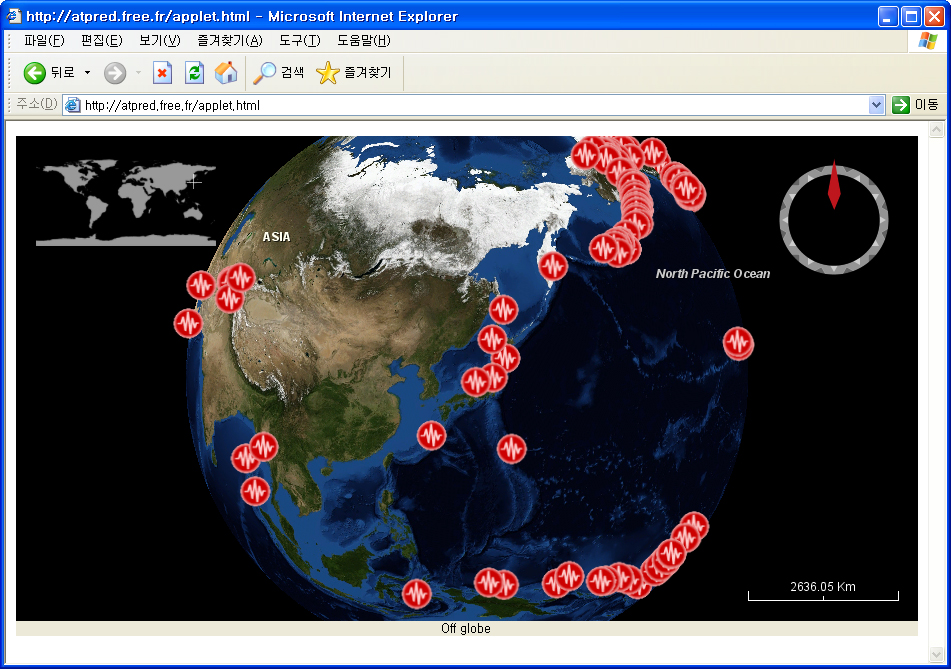 http://atpred.free.fr/applet.html - Microsoft Internet Explorer
파일(F) 편집(E) 보기(V) 즐겨찾기(A) 도구(T) 도움말(H)
뒤로 검색 즐겨찾기
주소(D) http://atpred.free.fr/applet.html 이동
ASIA
North Pacific Ocean
2636.05 Km
Off globe